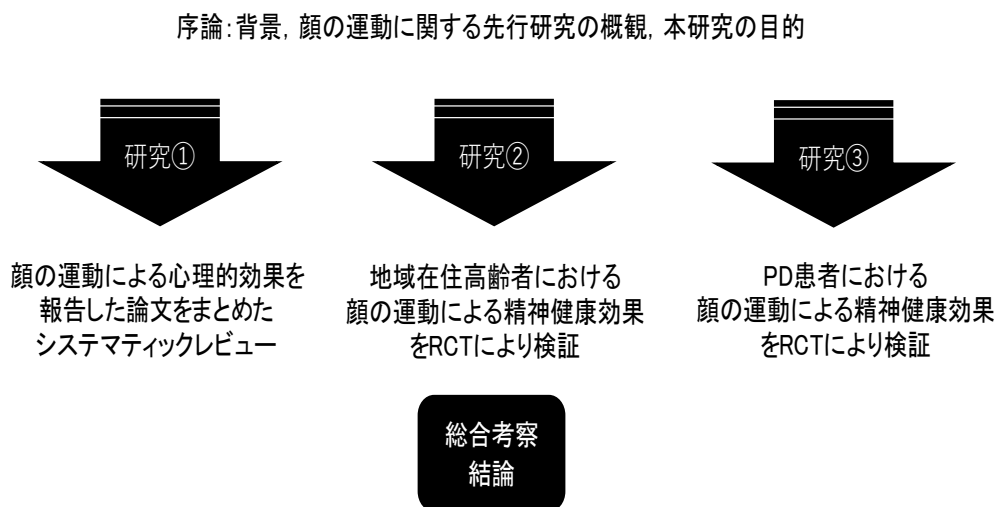 序論：背景，顔の運動に関する先行研究の概観，本研究の目的
研究①
研究②
研究③
顔の運動による心理的効果を
報告した論文をまとめた
システマティックレビュー
地域在住高齢者における
顔の運動による精神健康効果
をRCTにより検証
PD患者における
顔の運動による精神健康効果
をRCTにより検証
総合考察
結論